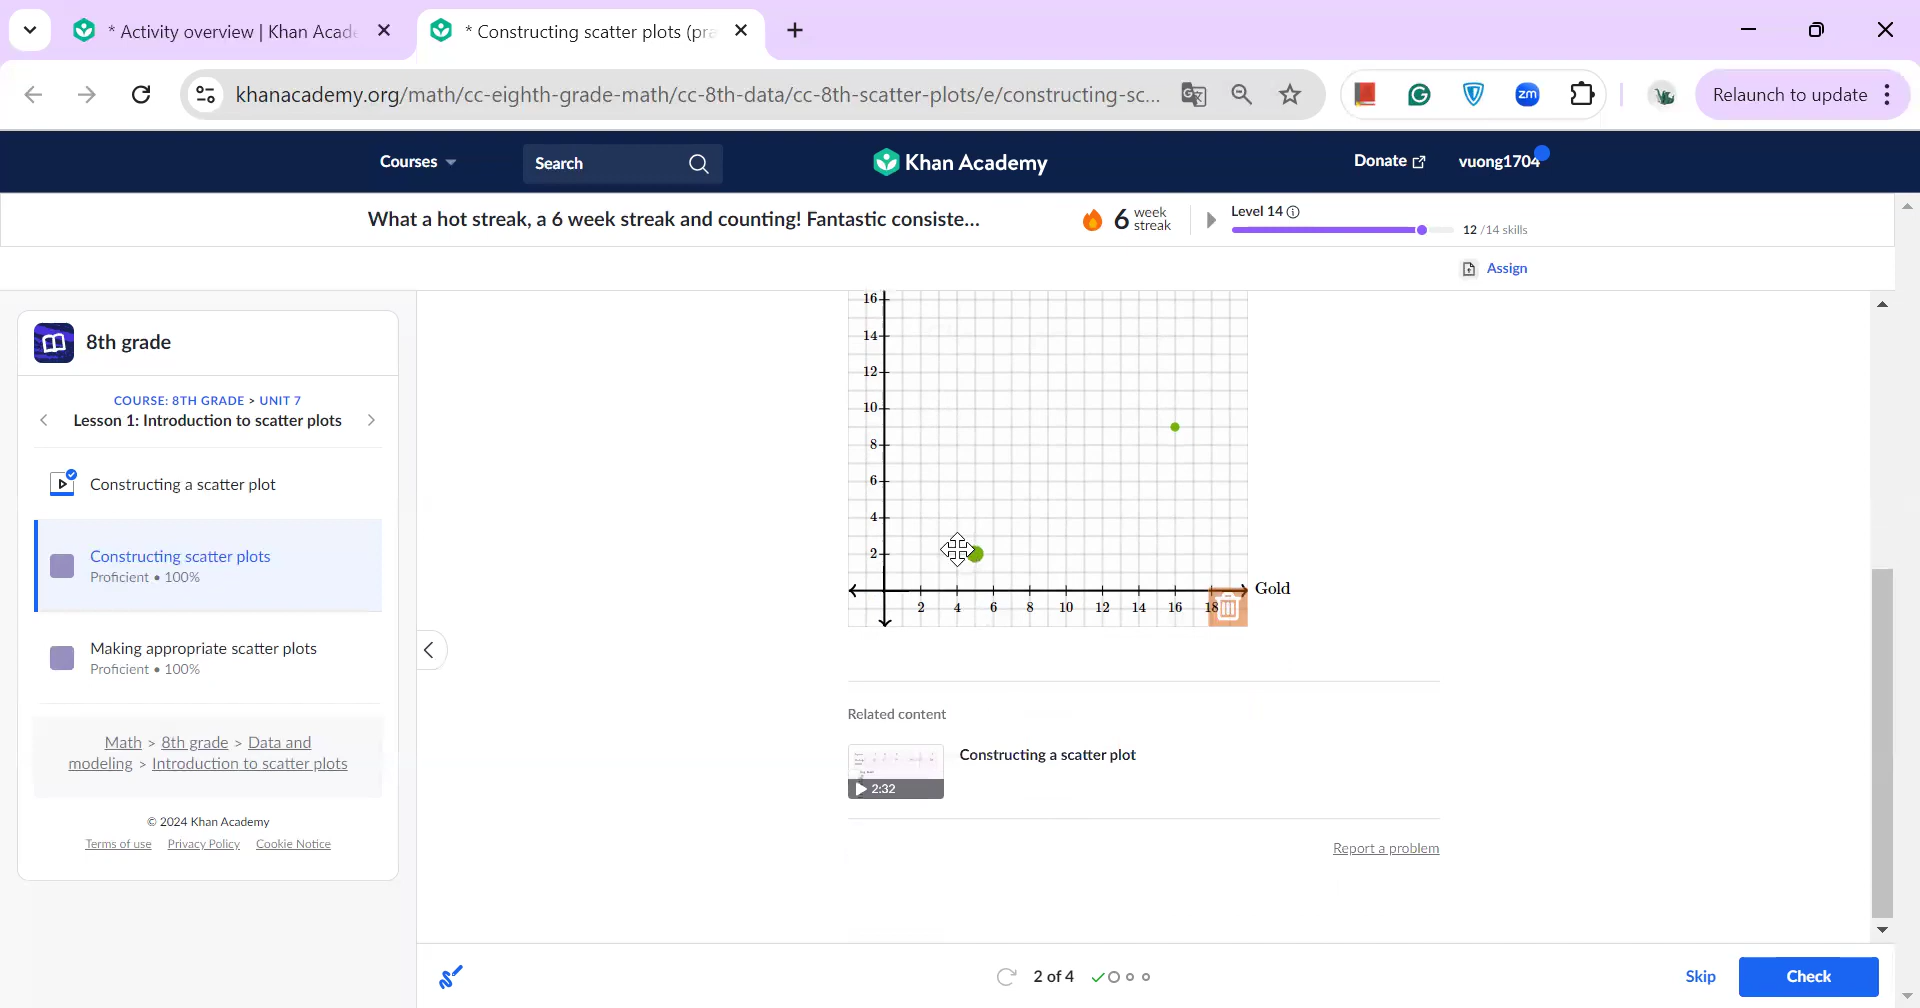 * Activity overview | Khan Acade
* Constructing scatter plots (pra
khanacademy.org/math/cc-eighth-grade-math/cc-8th-data/cc-8th-scatter-plots/e/constructing-sc...
zm
Relaunch to update
Courses
Search
Khan Academy
Donate
vuong1704
What a hot streak, a 6 week streak and counting! Fantastic consiste...
6 week streak
Level 14
12 /14 skills
Assign
8th grade
COURSE: 8TH GRADE > UNIT 7
Lesson 1: Introduction to scatter plots
Constructing a scatter plot
Constructing scatter plots
Proficient • 100%
Making appropriate scatter plots
Proficient • 100%
Math > 8th grade > Data and
modeling > Introduction to scatter plots
© 2024 Khan Academy
Terms of use Privacy Policy Cookie Notice
16
14
12
10
8
6
4
2
2 4 6 8 10 12 14 16 18
Gold
Related content
Constructing a scatter plot
2:32
Report a problem
2 of 4
Skip
Check